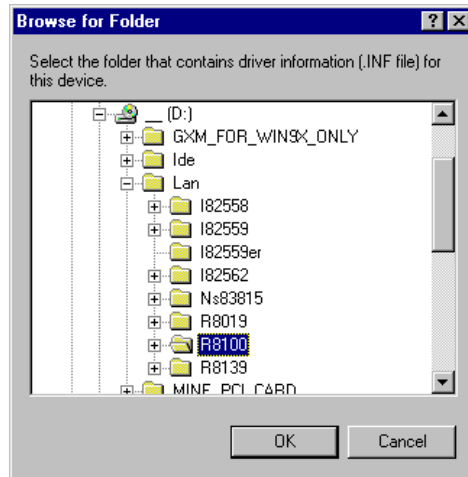 Browse for Folder
Select the folder that contains driver information (.INF file) for
this device.
__ (D:)
GXM_FOR_WIN9X_ONLY
Ide
Lan
I82558
I82559
I82559er
I82562
Ns83815
R8019
R8100
R8139
MINE_PCI_CARD
OK Cancel